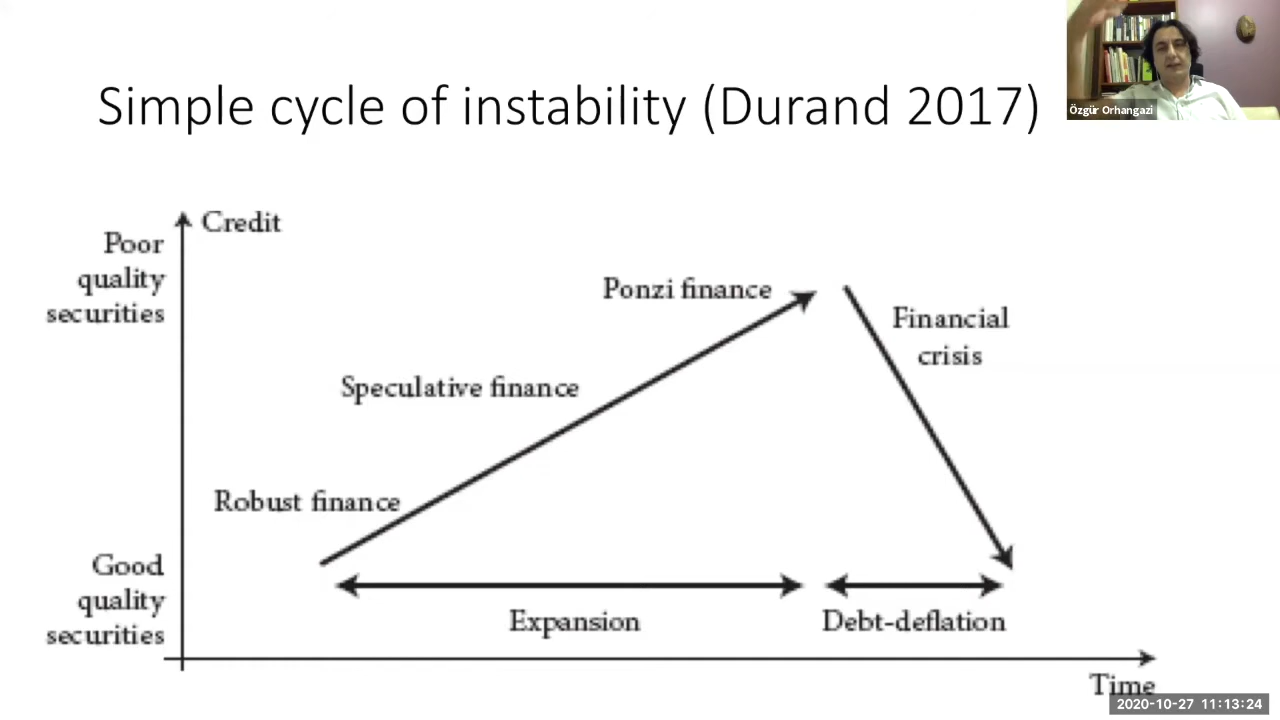 Simple cycle of instability (Durand 2017)
Özgür Orhangazi
Credit
Poor
quality
securities
Ponzi finance
Financial
crisis
Speculative finance
Robust finance
Good
quality
securities
Expansion
Debt-deflation
Time
2020-10-27 11:13:24